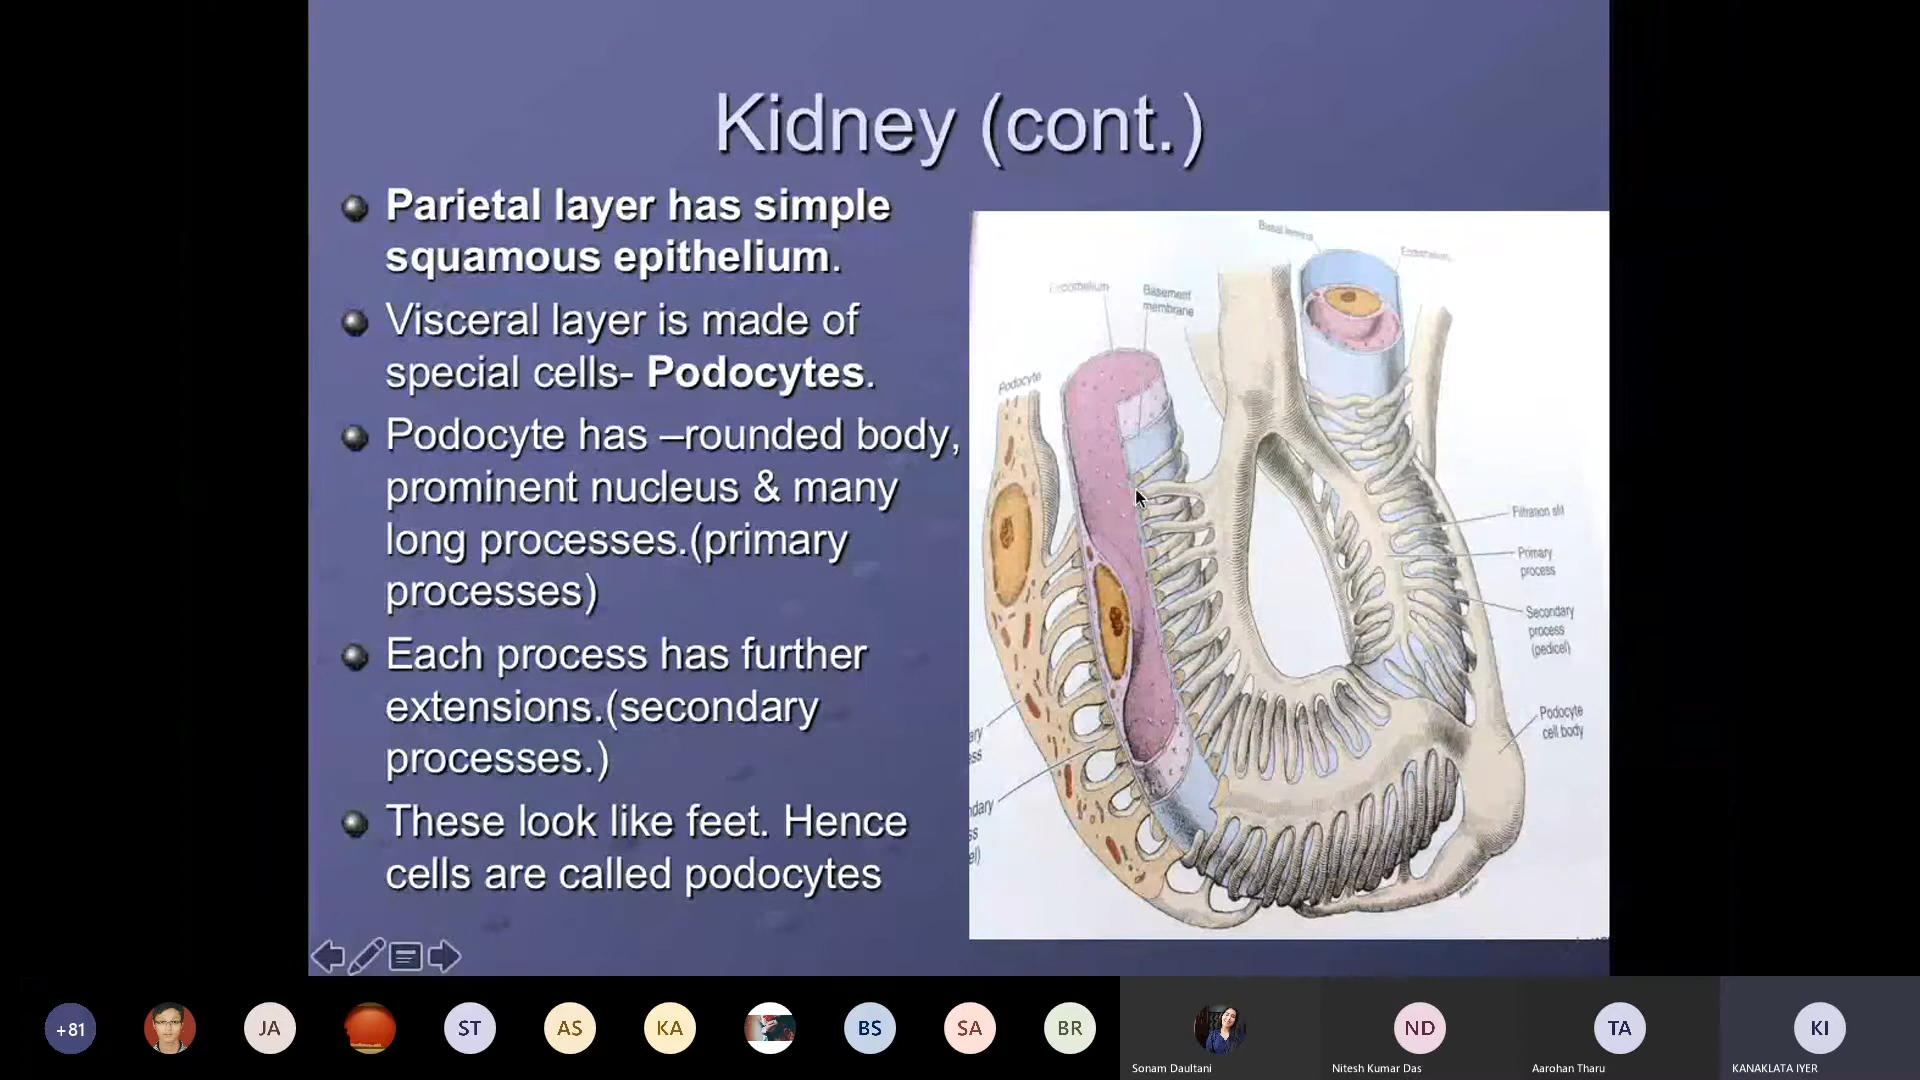 Kidney (cont.)
Parietal layer has simple
squamous epithelium.
Visceral layer is made of
special cells- Podocytes.
Podocyte has –rounded body,
prominent nucleus & many
long processes.(primary
processes)
Each process has further
extensions.(secondary
processes.)
These look like feet. Hence
cells are called podocytes
Basal lamina
Endothelium
Endothelium
Basement
membrane
Podocyte
Filtration slit
Primary
process
Secondary
process
(pedicel)
Podocyte
cell body
+81
JA
ST
AS
KA
BS
SA
BR
ND
TA
KI
Sonam Daultani
Nitesh Kumar Das
Aarohan Tharu
KANAKLATA IYER